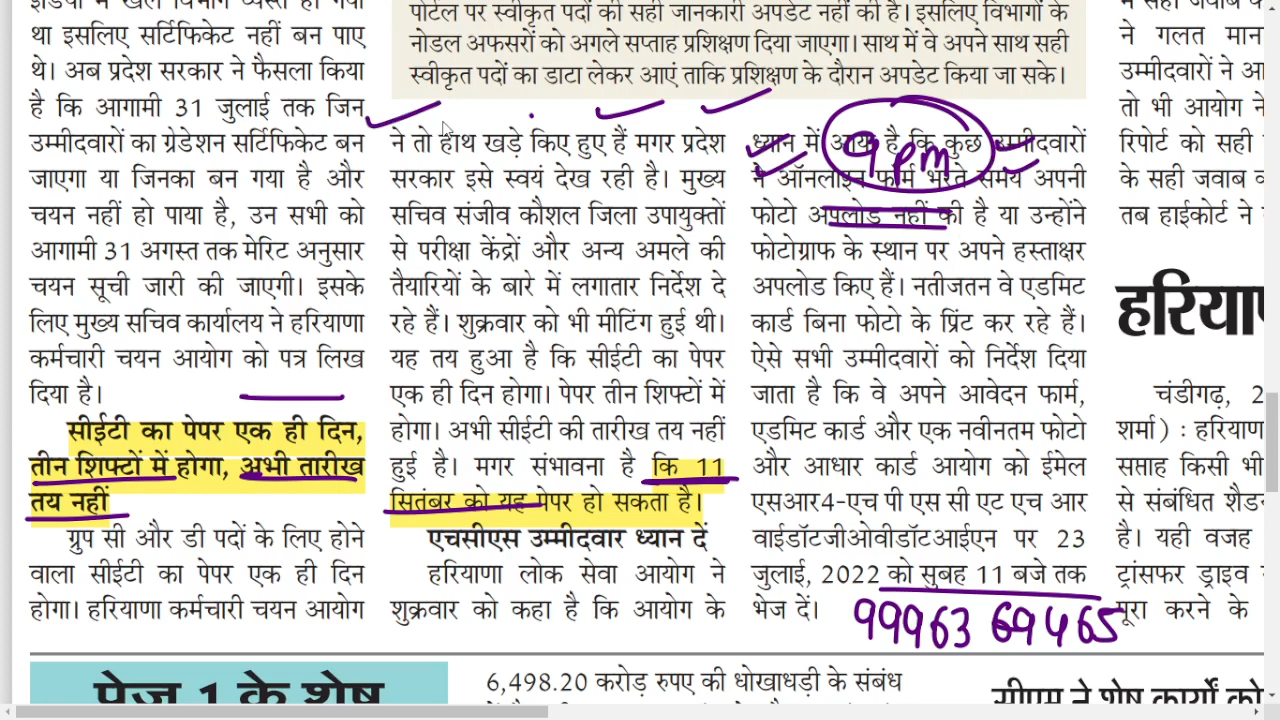 इंडिया में खेल विभाग व्यस्त हो गया
था इसलिए सर्टिफिकेट नहीं बन पाए
थे। अब प्रदेश सरकार ने फैसला किया
है कि आगामी 31 जुलाई तक जिन
उम्मीदवारों का ग्रेडेशन सर्टिफिकेट बन
जाएगा या जिनका बन गया है और
चयन नहीं हो पाया है, उन सभी को
आगामी 31 अगस्त तक मेरिट अनुसार
चयन सूची जारी की जाएगी। इसके
लिए मुख्य सचिव कार्यालय ने हरियाणा
कर्मचारी चयन आयोग को पत्र लिख
दिया है।
सीईटी का पेपर एक ही दिन,
तीन शिफ्टों में होगा, अभी तारीख
तय नहीं
ग्रुप सी और डी पदों के लिए होने
वाला सीईटी का पेपर एक ही दिन
होगा। हरियाणा कर्मचारी चयन आयोग
पोर्टल पर स्वीकृत पदों की सही जानकारी अपडेट नहीं की है। इसलिए विभागों के
नोडल अफसरों को अगले सप्ताह प्रशिक्षण दिया जाएगा। साथ में वे अपने साथ सही
स्वीकृत पदों का डाटा लेकर आएं ताकि प्रशिक्षण के दौरान अपडेट किया जा सके।
ने तो हाथ खड़े किए हुए हैं मगर प्रदेश
सरकार इसे स्वयं देख रही है। मुख्य
सचिव संजीव कौशल जिला उपायुक्तों
से परीक्षा केंद्रों और अन्य अमले की
तैयारियों के बारे में लगातार निर्देश दे
रहे हैं। शुक्रवार को भी मीटिंग हुई थी।
यह तय हुआ है कि सीईटी का पेपर
एक ही दिन होगा। पेपर तीन शिफ्टों में
होगा। अभी सीईटी की तारीख तय नहीं
हुई है। मगर संभावना है कि 11
सितंबर को यह पेपर हो सकता है।
एचसीएस उम्मीदवार ध्यान दें
हरियाणा लोक सेवा आयोग ने
शुक्रवार को कहा है कि आयोग के
ध्यान में आया है कि कुछ उम्मीदवारों
9 pm
ने ऑनलाइन फार्म भरते समय अपनी
फोटो अपलोड नहीं की है या उन्होंने
फोटोग्राफ के स्थान पर अपने हस्ताक्षर
अपलोड किए हैं। नतीजतन वे एडमिट
कार्ड बिना फोटो के प्रिंट कर रहे हैं।
ऐसे सभी उम्मीदवारों को निर्देश दिया
जाता है कि वे अपने आवेदन फार्म,
एडमिट कार्ड और एक नवीनतम फोटो
और आधार कार्ड आयोग को ईमेल
एसआर4-एच पी एस सी एट एच आर
वाईडॉटजीओवीडॉटआईएन पर 23
जुलाई, 2022 को सुबह 11 बजे तक
भेज दें।
99963 69465
ने गलत मान
उम्मीदवारों ने आ
तो भी आयोग ने
रिपोर्ट को सही
के सही जवाब व
तब हाईकोर्ट ने
हरियाण
चंडीगढ़, 2
शर्मा) : हरियाणा
सप्ताह किसी भी
से संबंधित शैड
है। यही वजह
ट्रांसफर ड्राइव
पूरा करने के
पेज 1 के शेष
6,498.20 करोड़ रुपए की धोखाधड़ी के संबंध
सीएम ने शेष कार्यों को